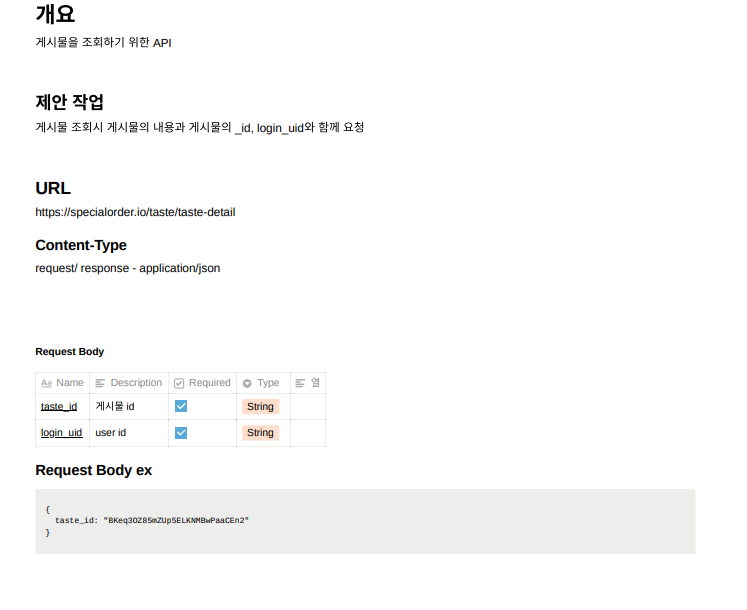 개요
게시물을 조회하기 위한 API
제안 작업
게시물 조회시 게시물의 내용과 게시물의 _id, login_uid와 함께 요청
URL
https://specialorder.io/taste/taste-detail
Content-Type
request/ response - application/json
Request Body
Aa Name Description Required Type 열
taste_id 게시물 id String
login_uid user id String
Request Body ex
{
taste_id: "BKeq3OZ85mZUp5ELKNMBwPaaCEn2"
}